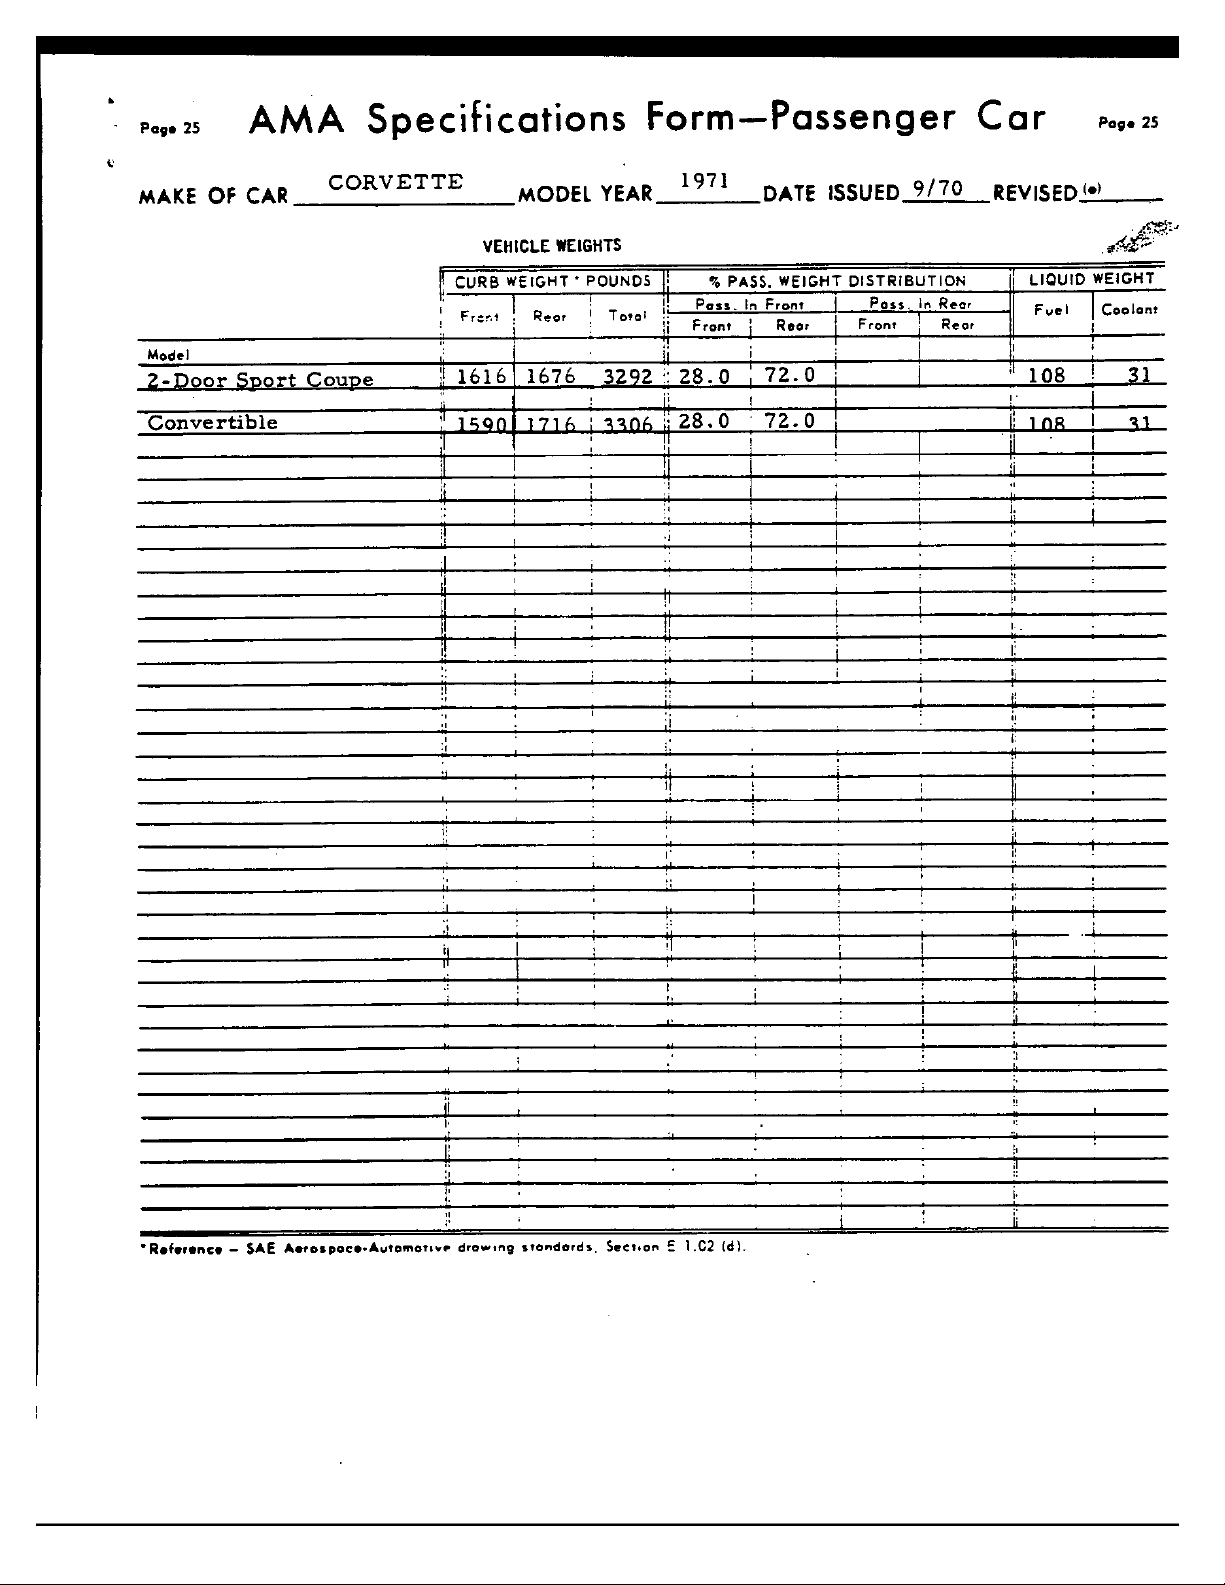 Page 25 AMA Specifications Form—Passenger Car Page 25
MAKE OF CAR CORVETTE MODEL YEAR 1971 DATE ISSUED 9/70 REVISED (•)
VEHICLE WEIGHTS
CURB WEIGHT * POUNDS % PASS. WEIGHT DISTRIBUTION LIQUID WEIGHT
Pass. In Front Pass. In Rear
Front Rear Total Front Rear Front Rear Fuel Coolant
Model
2-Door Sport Coupe 1616 1676 3292 28.0 72.0 108 31
Convertible 1590 1716 3306 28.0 72.0 108 31
*Reference – SAE Aerospace-Automotive drawing standards, Section E 1.02 (d).